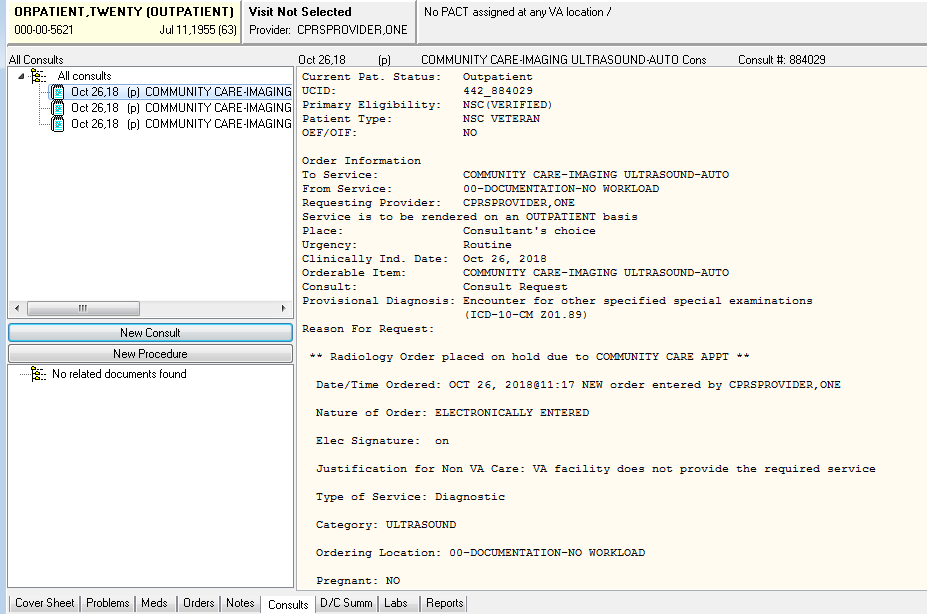 ORPATIENT,TWENTY (OUTPATIENT)
000-00-5621 Jul 11,1955 (63)
Visit Not Selected
Provider: CPRSPROVIDER,ONE
No PACT assigned at any VA location /
All Consults
All consults
Oct 26,18 (p) COMMUNITY CARE-IMAGING
Oct 26,18 (p) COMMUNITY CARE-IMAGING
Oct 26,18 (p) COMMUNITY CARE-IMAGING
New Consult
New Procedure
No related documents found
Oct 26,18 (p) COMMUNITY CARE-IMAGING ULTRASOUND-AUTO Cons Consult #: 884029
Current Pat. Status: Outpatient
UCID: 442_884029
Primary Eligibility: NSC(VERIFIED)
Patient Type: NSC VETERAN
OEF/OIF: NO
Order Information
To Service: COMMUNITY CARE-IMAGING ULTRASOUND-AUTO
From Service: 00-DOCUMENTATION-NO WORKLOAD
Requesting Provider: CPRSPROVIDER,ONE
Service is to be rendered on an OUTPATIENT basis
Place: Consultant's choice
Urgency: Routine
Clinically Ind. Date: Oct 26, 2018
Orderable Item: COMMUNITY CARE-IMAGING ULTRASOUND-AUTO
Consult: Consult Request
Provisional Diagnosis: Encounter for other specified special examinations
(ICD-10-CM Z01.89)
Reason For Request:
** Radiology Order placed on hold due to COMMUNITY CARE APPT **
Date/Time Ordered: OCT 26, 2018@11:17 NEW order entered by CPRSPROVIDER,ONE
Nature of Order: ELECTRONICALLY ENTERED
Elec Signature: on
Justification for Non VA Care: VA facility does not provide the required service
Type of Service: Diagnostic
Category: ULTRASOUND
Ordering Location: 00-DOCUMENTATION-NO WORKLOAD
Pregnant: NO
Cover Sheet Problems Meds Orders Notes Consults D/C Summ Labs Reports